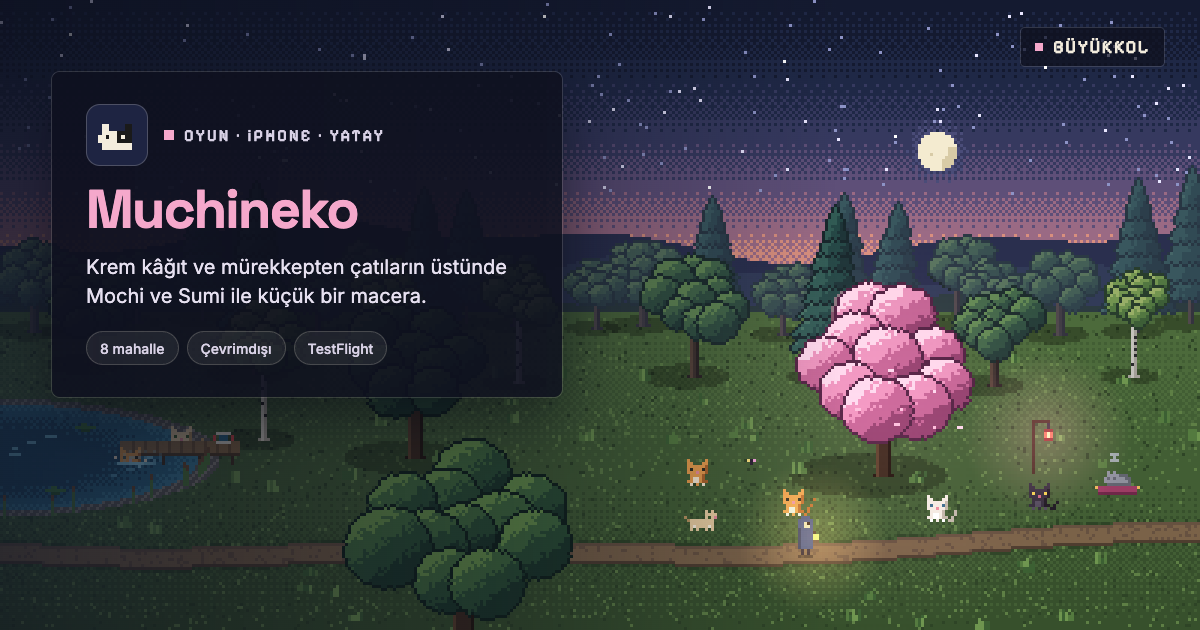 BÜYÜKKOL
OYUN · iPHONE · YATAY
Muchineko
Krem kâğıt ve mürekkepten çatıların üstünde
Mochi ve Sumi ile küçük bir macera.
8 mahalle
Çevrimdışı
TestFlight